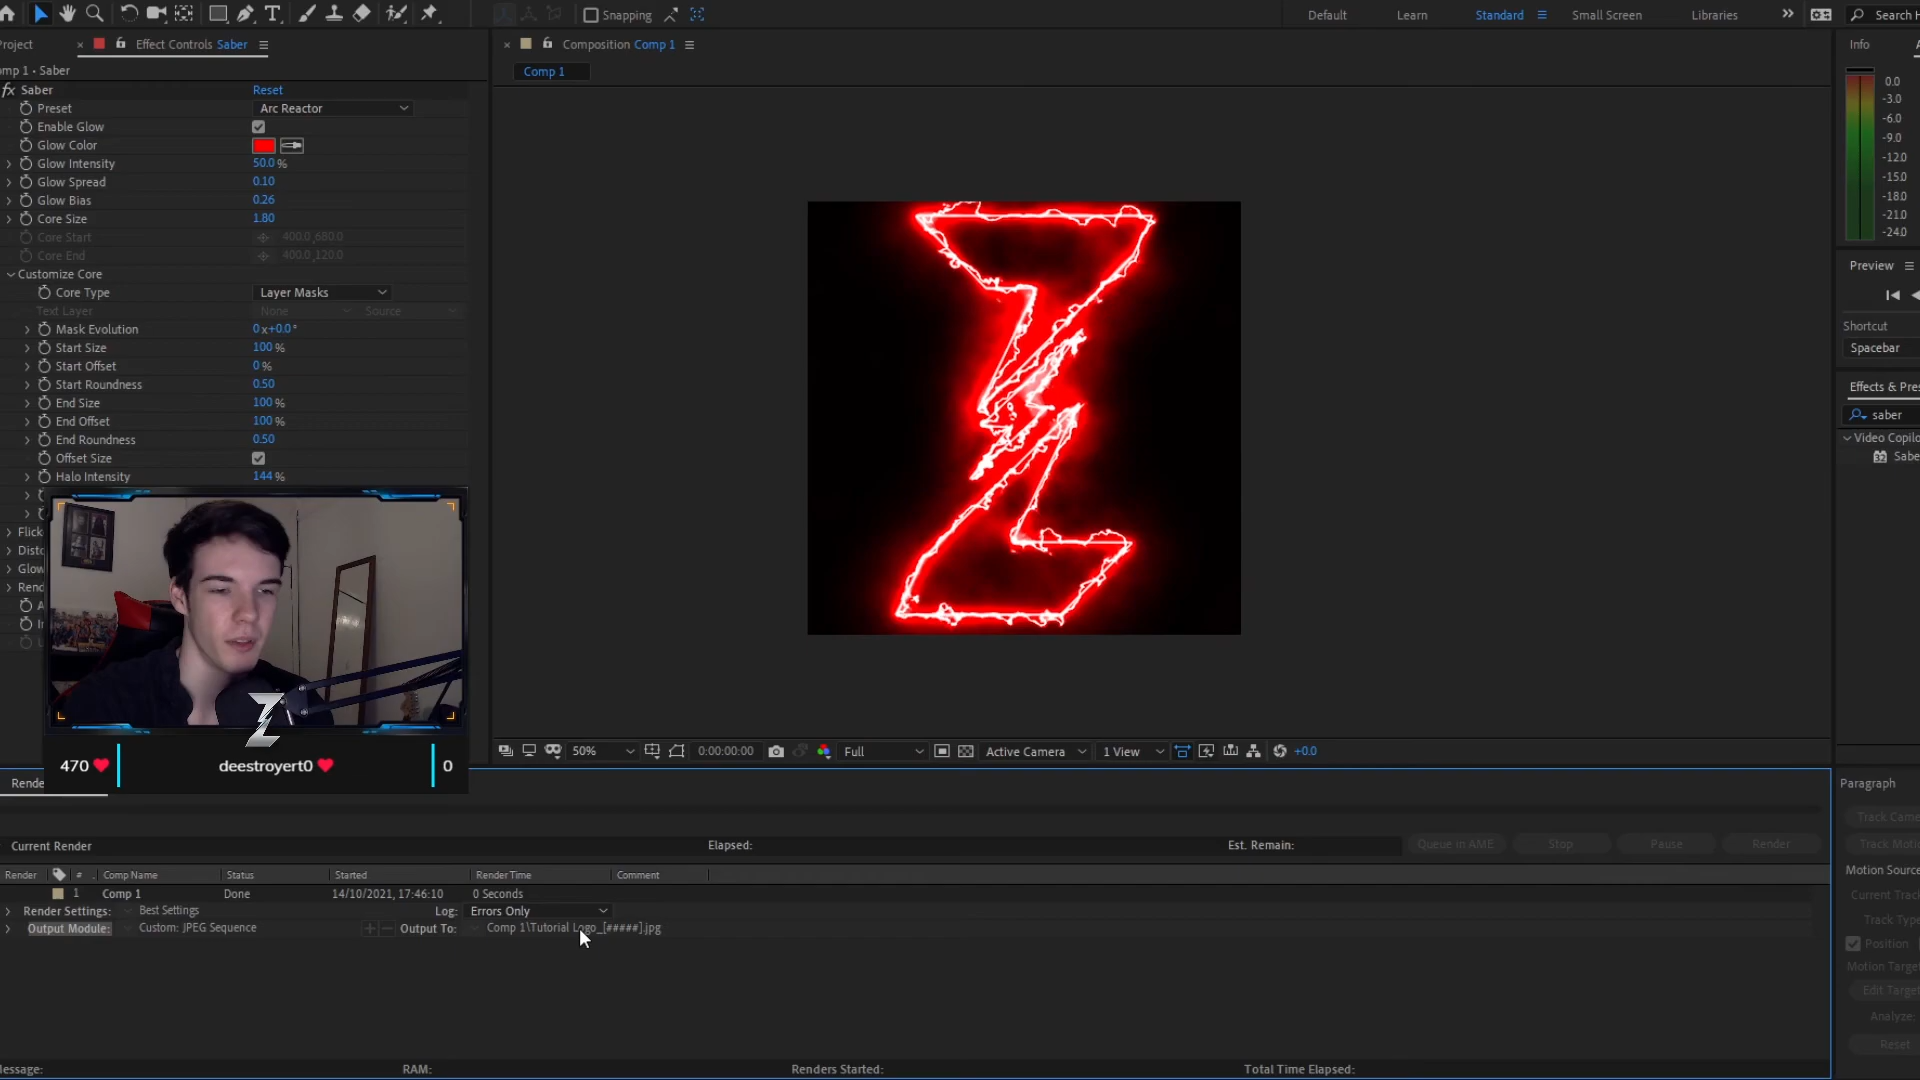 Snapping
Default
Learn
Standard
Small Screen
Libraries
Search H
Project
Effect Controls Saber
Composition Comp 1
Info
Comp 1
omp 1 • Saber
fx Saber
Reset
Preset
Arc Reactor
Enable Glow
Glow Color
Glow Intensity
50.0 %
Glow Spread
0.10
Glow Bias
0.26
Core Size
1.80
Core Start
400.0,680.0
Core End
400.0,120.0
Customize Core
Core Type
Layer Masks
Text Layer
None
Source
Mask Evolution
0x+0.0°
Start Size
100 %
Start Offset
0 %
Start Roundness
0.50
End Size
100 %
End Offset
100 %
End Roundness
0.50
Offset Size
Halo Intensity
144 %
Flick
Disto
Glow
Rend
0.0
-3.0
-6.0
-9.0
-12.0
-15.0
-18.0
-21.0
-24.0
Preview
Shortcut
Spacebar
Effects & Pres
saber
Video Copilo
Sabe
470
deestroyert0
0
50%
0:00:00:00
Full
Active Camera
1 View
+0.0
Rende
Current Render
Elapsed:
Est. Remain:
Queue in AME
Stop
Pause
Render
Render
#
Comp Name
Status
Started
Render Time
Comment
1
Comp 1
Done
14/10/2021, 17:46:10
0 Seconds
Render Settings:
Best Settings
Log:
Errors Only
Output Module:
Custom: JPEG Sequence
Output To:
Comp 1\Tutorial Logo_[#####].jpg
essage:
RAM:
Renders Started:
Total Time Elapsed:
Paragraph
Track Came
Track Motio
Motion Source
Current Track
Track Type
Position
Motion Target
Edit Target
Analyze:
Reset